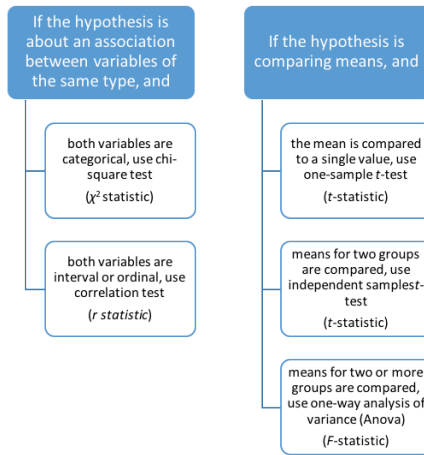 If the hypothesis is
about an association
between variables of
the same type, and
both variables are
categorical, use chi-
square test
(χ² statistic)
both variables are
interval or ordinal, use
correlation test
(r statistic)
If the hypothesis is
comparing means, and
the mean is compared
to a single value, use
one-sample t-test
(t-statistic)
means for two groups
are compared, use
independent samplest-
test
(t-statistic)
means for two or more
groups are compared,
use one-way analysis of
variance (Anova)
(F-statistic)